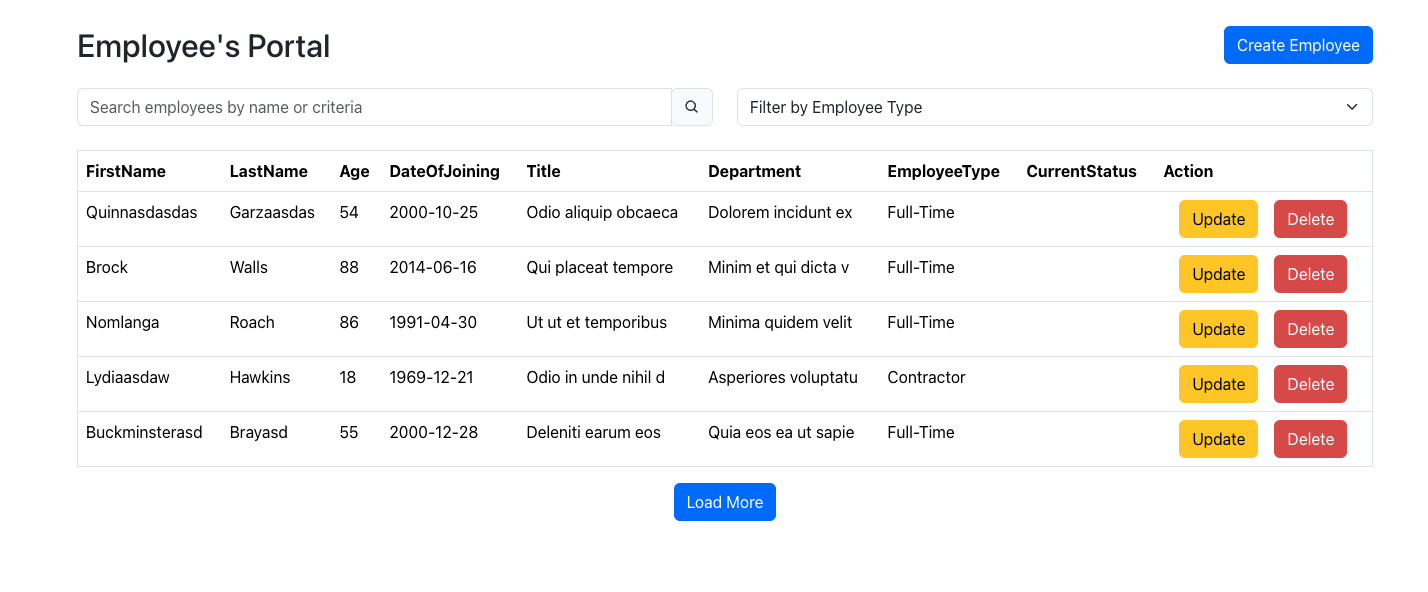 Employee's Portal Create Employee
Search employees by name or criteria Filter by Employee Type
FirstName LastName Age DateOfJoining Title Department EmployeeType CurrentStatus Action
Quinnasdasdas Garzaasdas 54 2000-10-25 Odio aliquip obcaeca Dolorem incidunt ex Full-Time Update Delete
Brock Walls 88 2014-06-16 Qui placeat tempore Minim et qui dicta v Full-Time Update Delete
Nomlanga Roach 86 1991-04-30 Ut ut et temporibus Minima quidem velit Full-Time Update Delete
Lydiaasdaw Hawkins 18 1969-12-21 Odio in unde nihil d Asperiores voluptatu Contractor Update Delete
Buckminsterasd Brayasd 55 2000-12-28 Deleniti earum eos Quia eos ea ut sapie Full-Time Update Delete
Load More